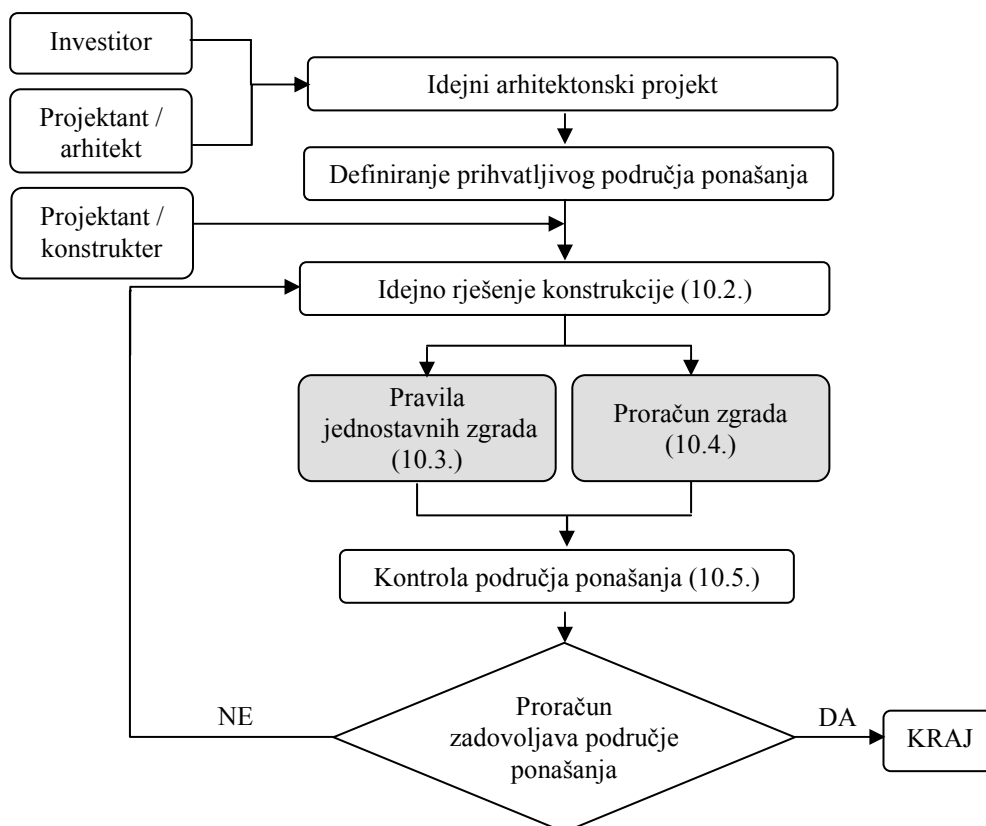 Investitor
Idejni arhitektonski projekt
Projektant /
arhitekt
Definiranje prihvatljivog područja ponašanja
Projektant /
konstrukter
Idejno rješenje konstrukcije (10.2.)
Pravila
jednostavnih zgrada
(10.3.)
Proračun zgrada
(10.4.)
Kontrola područja ponašanja (10.5.)
Proračun
zadovoljava područje
ponašanja
NE
DA
KRAJ